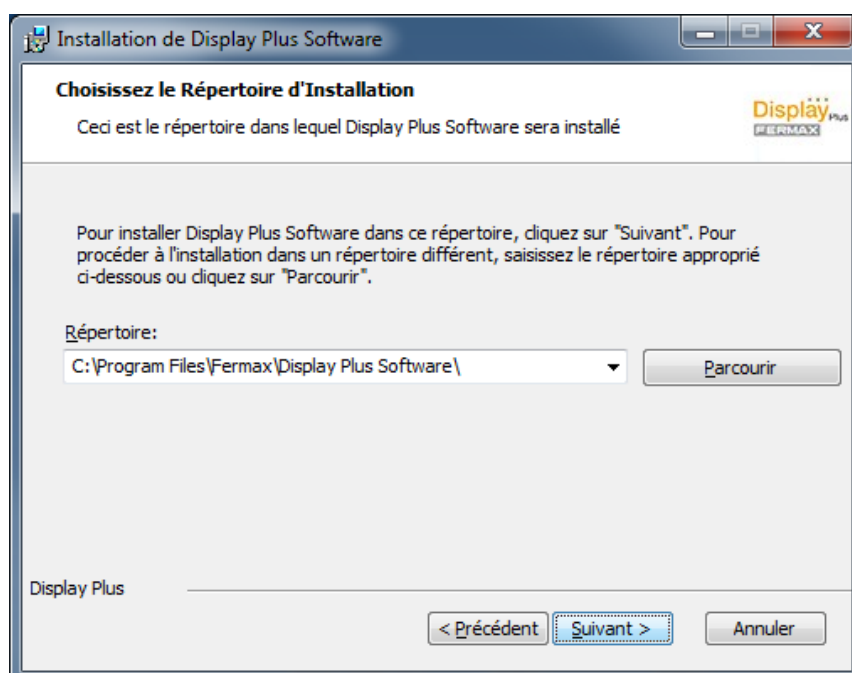 Installation de Display Plus Software
Choisissez le Répertoire d'Installation
Ceci est le répertoire dans lequel Display Plus Software sera installé
Display Plus
FERMAX
Pour installer Display Plus Software dans ce répertoire, cliquez sur "Suivant". Pour
procéder à l'installation dans un répertoire différent, saisissez le répertoire approprié
ci-dessous ou cliquez sur "Parcourir".
Répertoire:
C:\Program Files\Fermax\Display Plus Software\
Parcourir
Display Plus
< Précédent
Suivant >
Annuler